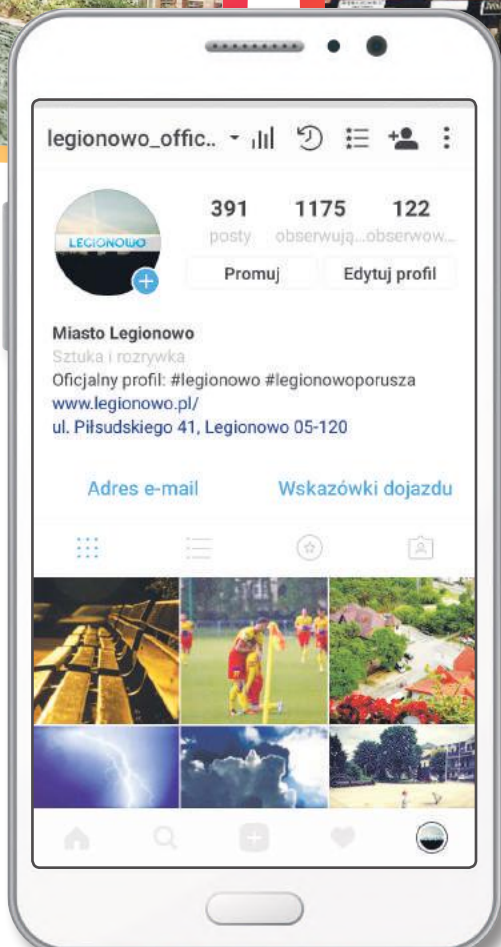 legionowo_offic..
LEGIONOWO
391 1175 122
posty obserwują...obserwow...
Promuj Edytuj profil
Miasto Legionowo
Sztuka i rozrywka
Oficjalny profil: #legionowo #legionowoporusza
www.legionowo.pl/
ul. Piłsudskiego 41, Legionowo 05-120
Adres e-mail Wskazówki dojazdu